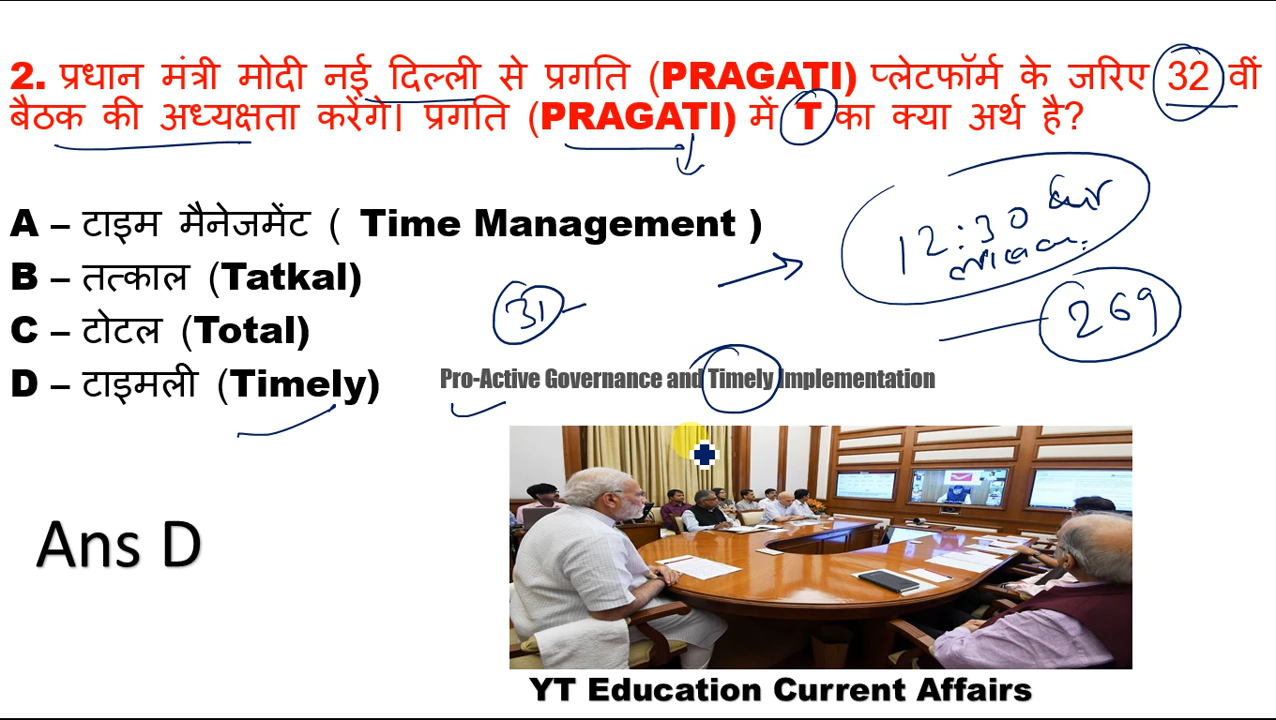 2. प्रधान मंत्री मोदी नई दिल्ली से प्रगति (PRAGATI) प्लेटफॉर्म के जरिए 32 वीं
बैठक की अध्यक्षता करेंगे। प्रगति (PRAGATI) में T का क्या अर्थ है?
A – टाइम मैनेजमेंट ( Time Management )
12:30
B – तत्काल (Tatkal)
31
269
C – टोटल (Total)
D – टाइमली (Timely)
Pro-Active Governance and Timely Implementation
Ans D
YT Education Current Affairs